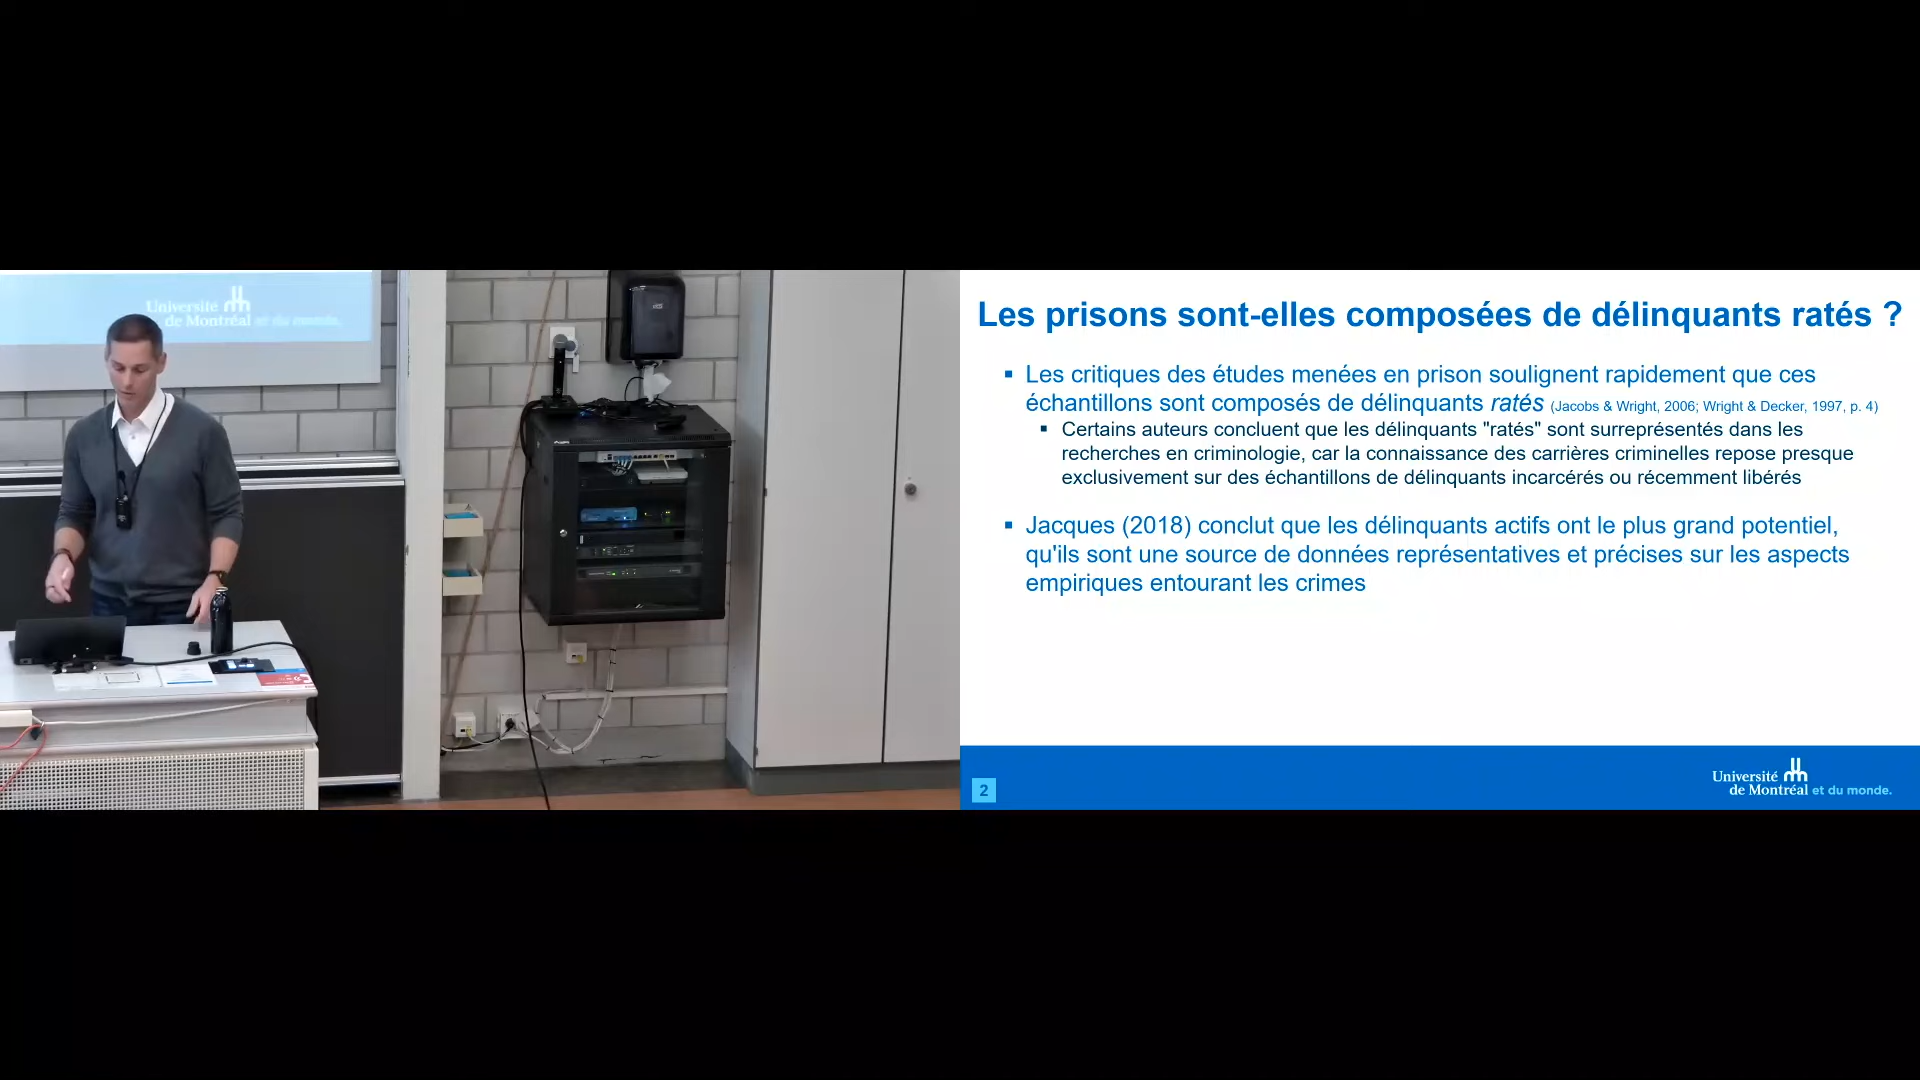 Université
de Montréal et du monde.
Les prisons sont-elles composées de délinquants ratés ?
▪ Les critiques des études menées en prison soulignent rapidement que ces
échantillons sont composés de délinquants ratés (Jacobs & Wright, 2006; Wright & Decker, 1997, p. 4)
▪ Certains auteurs concluent que les délinquants "ratés" sont surreprésentés dans les
recherches en criminologie, car la connaissance des carrières criminelles repose presque
exclusivement sur des échantillons de délinquants incarcérés ou récemment libérés
▪ Jacques (2018) conclut que les délinquants actifs ont le plus grand potentiel,
qu'ils sont une source de données représentatives et précises sur les aspects
empiriques entourant les crimes
2
Université
de Montréal et du monde.